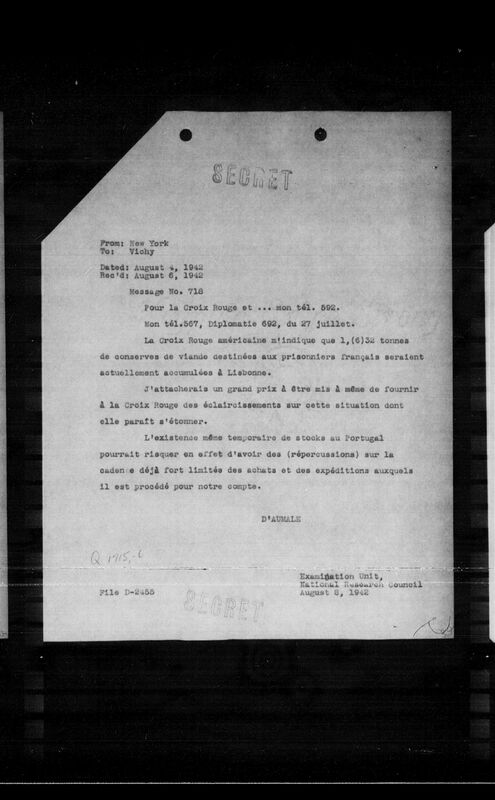 SECRET
From: New York
To: Vichy
Dated: August 4, 1942
Rec'd: August 6, 1942
Message No. 718
Pour la Croix Rouge et ... mon tél. 592.
Mon tél.567, Diplomatie 692, du 27 juillet.
La Croix Rouge américaine m'indique que 1,(6)32 tonnes
de conserves de viande destinées aux prisonniers français seraient
actuellement accumulées à Lisbonne.
J'attacherais un grand prix à être mis à même de fournir
à la Croix Rouge des éclaircissements sur cette situation dont
elle paraît s'étonner.
L'existence même temporaire de stocks au Portugal
pourrait risquer en effet d'avoir des (répercussions) sur la
cadence déjà fort limitée des achats et des expéditions auxquels
il est procédé pour notre compte.
D'AUMALE
Q 1715,-6
Examination Unit,
National Research Council
File D-2455
August 8, 1942
SECRET